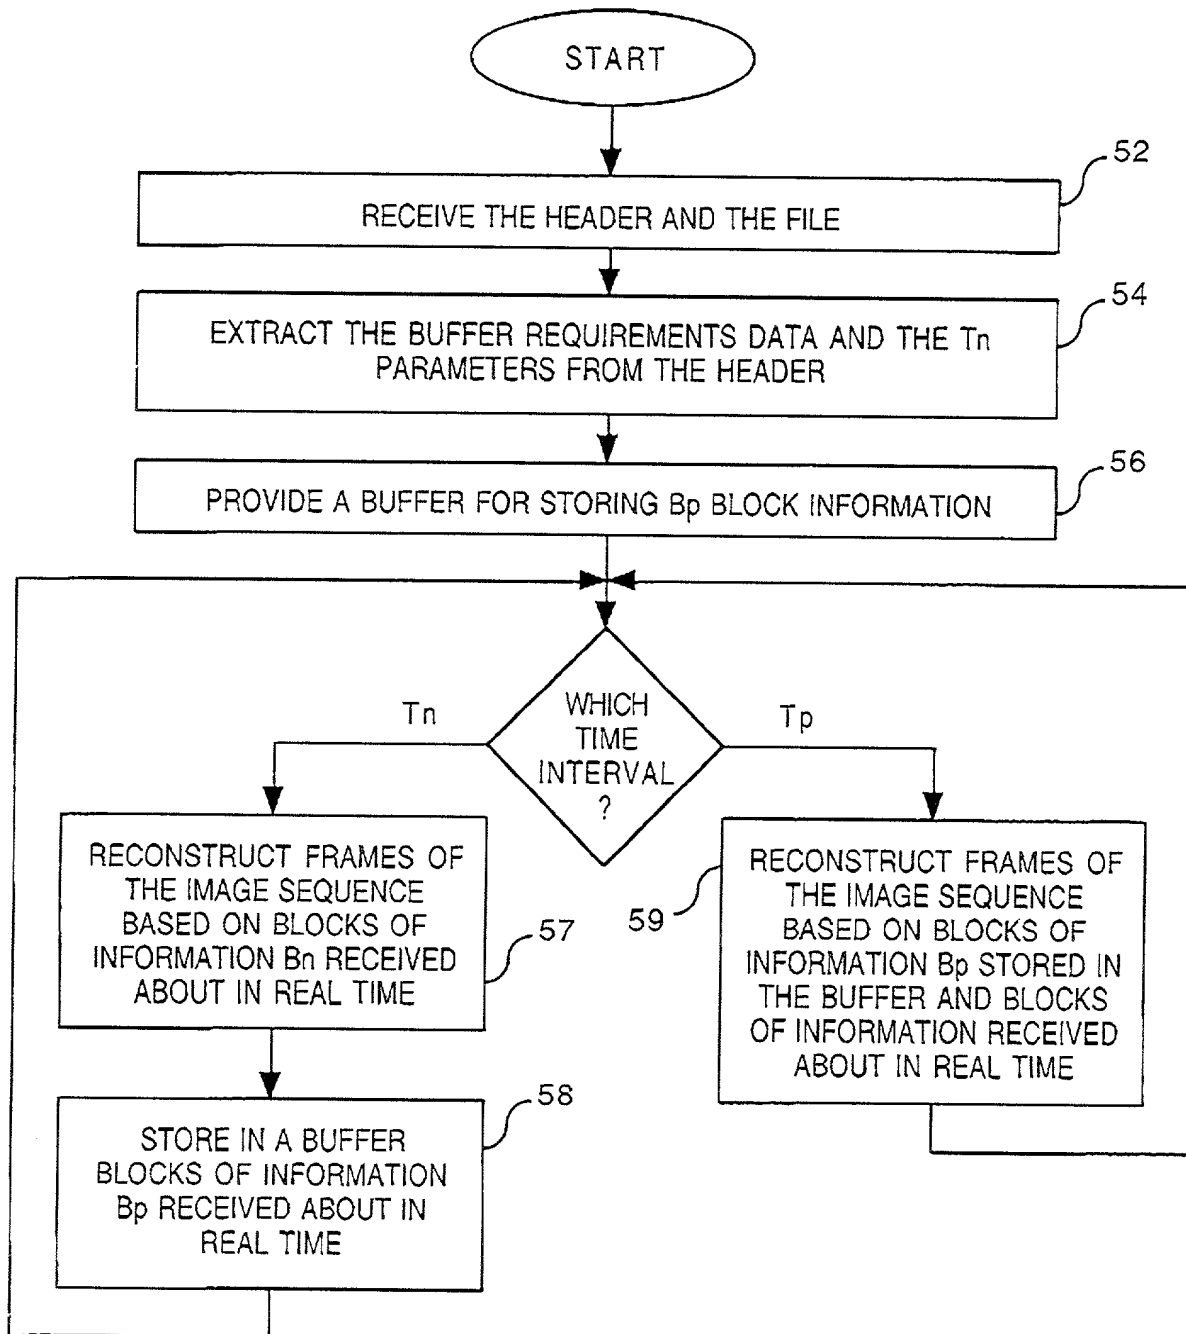 START
52
RECEIVE THE HEADER AND THE FILE
54
EXTRACT THE BUFFER REQUIREMENTS DATA AND THE Tn
PARAMETERS FROM THE HEADER
56
PROVIDE A BUFFER FOR STORING Bp BLOCK INFORMATION
WHICH
TIME
INTERVAL
?
Tn
Tp
RECONSTRUCT FRAMES OF
THE IMAGE SEQUENCE
BASED ON BLOCKS OF
INFORMATION Bn RECEIVED
ABOUT IN REAL TIME
57
59
RECONSTRUCT FRAMES OF
THE IMAGE SEQUENCE
BASED ON BLOCKS OF
INFORMATION Bp STORED IN
THE BUFFER AND BLOCKS
OF INFORMATION RECEIVED
ABOUT IN REAL TIME
58
STORE IN A BUFFER
BLOCKS OF INFORMATION
Bp RECEIVED ABOUT IN
REAL TIME